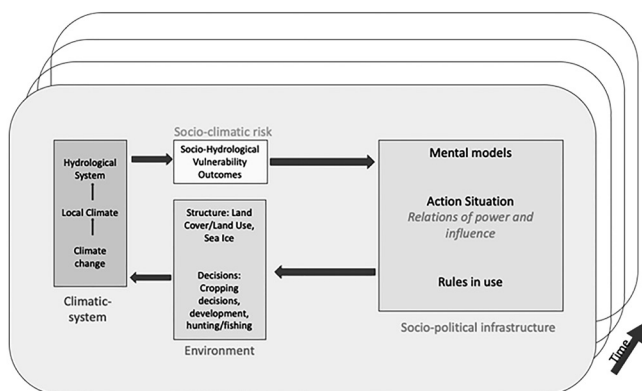 Socio-climatic risk
Hydrological
System
Local Climate
Climate
change
Climatic-
system
Socio-Hydrological
Vulnerability
Outcomes
Structure: Land
Cover/Land Use,
Sea Ice
Decisions:
Cropping
decisions,
development,
hunting/fishing
Environment
Mental models
Action Situation
Relations of power and
influence
Rules in use
Socio-political infrastructure
Time